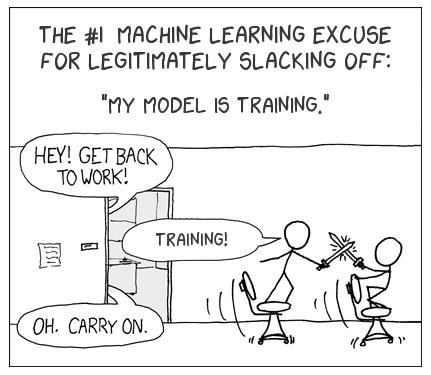 THE #1 MACHINE LEARNING EXCUSE
FOR LEGITIMATELY SLACKING OFF:
"MY MODEL IS TRAINING."
HEY! GET BACK
TO WORK!
TRAINING!
OH. CARRY ON.